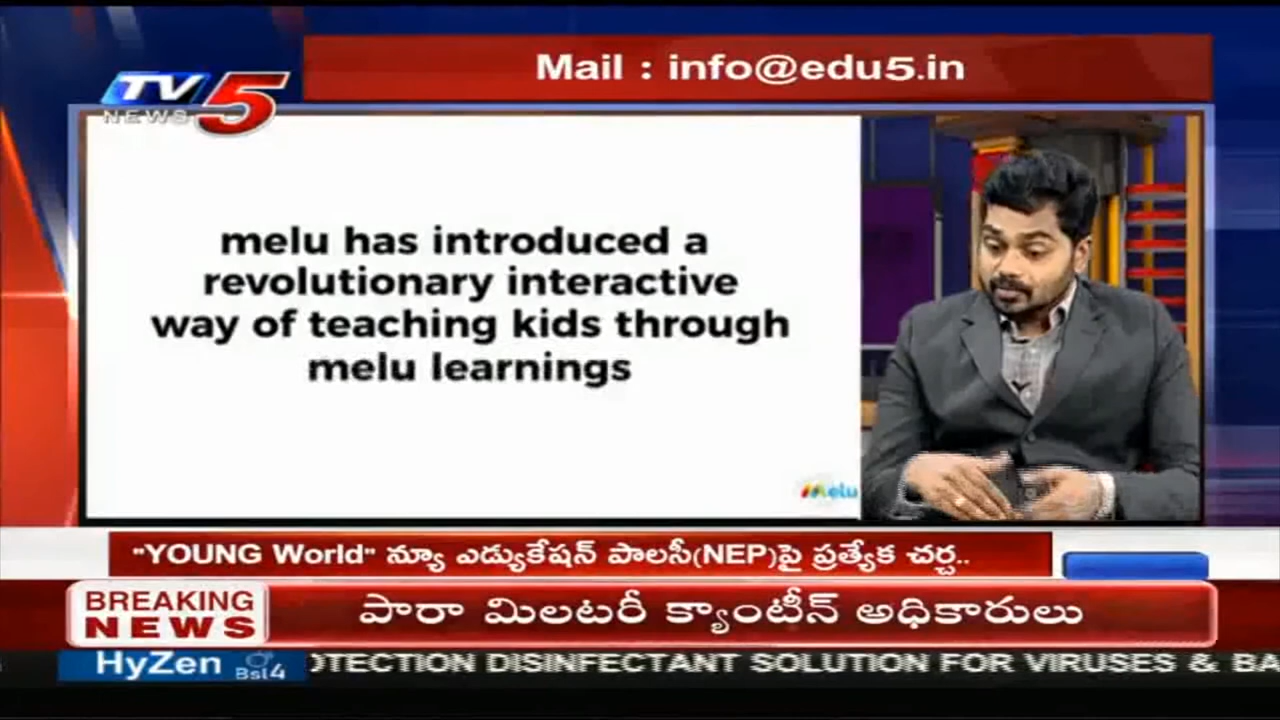 Mail : info@edu5.in
TV5
NEWS
melu has introduced a
revolutionary interactive
way of teaching kids through
melu learnings
Melu
"YOUNG World" న్యూ ఎడ్యుకేషన్ పాలసీ(NEP)పై ప్రత్యేక చర్చ..
BREAKING
NEWS
పారా మిలటరీ క్యాంటీన్ అధికారులు
HyZen
Bsl4
OTECTION DISINFECTANT SOLUTION FOR VIRUSES & BA